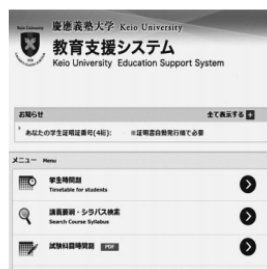 慶應義塾大学 Keio University
教育支援システム
Keio University Education Support System
お知らせ 全て表示する
あなたの学生証暗証番号(4桁): ※証明書自動発行機で必要
メニュー Menu
学生時間割
Timetable for students
講義要綱・シラバス検索
Search Course Syllabus
試験科目時間割 PDF